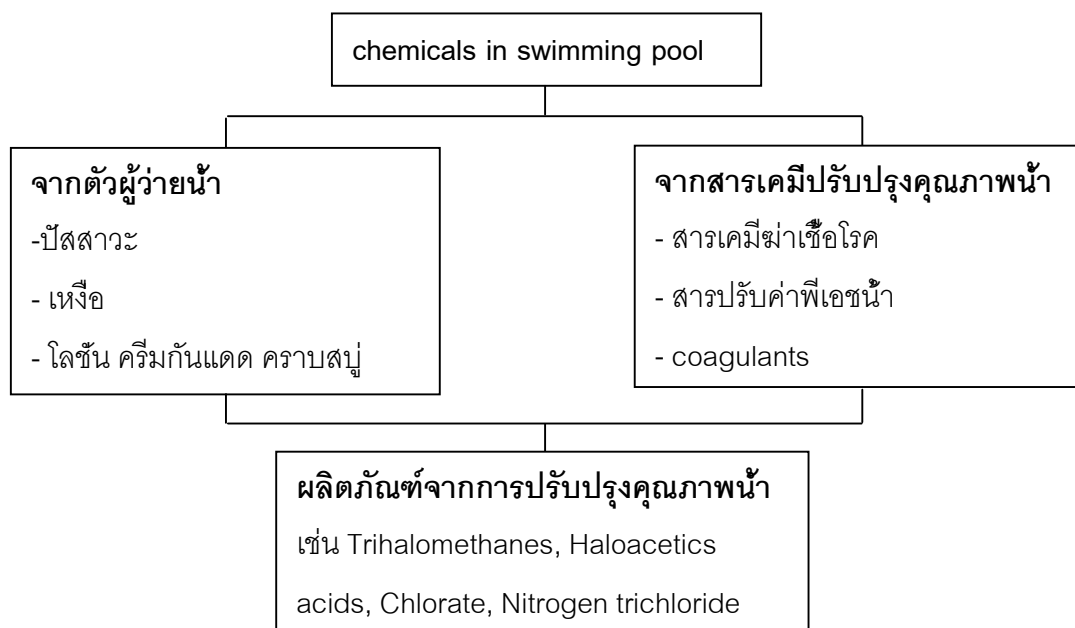 chemicals in swimming pool
จากตัวผู้ว่ายน้ำ
-ปัสสาวะ
- เหงื่อ
- โลชั่น ครีมกันแดด คราบสบู่
จากสารเคมีปรับปรุงคุณภาพน้ำ
- สารเคมีฆ่าเชื้อโรค
- สารปรับค่าพีเอชน้ำ
- coagulants
ผลิตภัณฑ์จากการปรับปรุงคุณภาพน้ำ
เช่น Trihalomethanes, Haloacetics
acids, Chlorate, Nitrogen trichloride